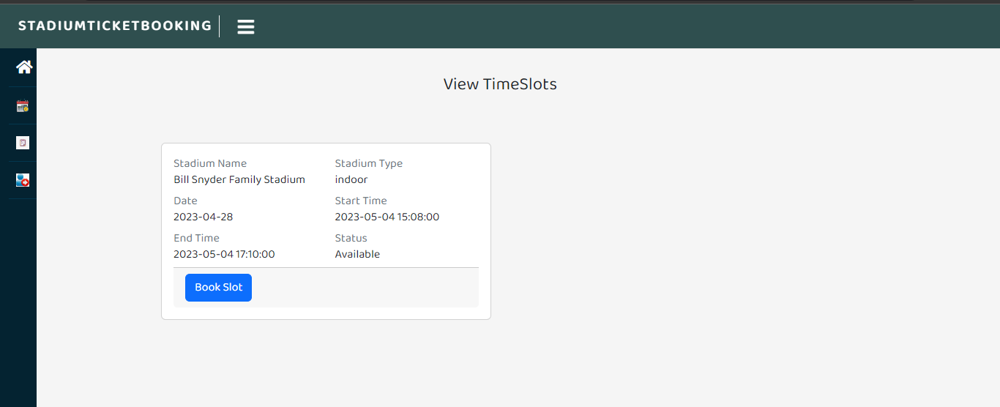 STADIUMTICKETBOOKING
View TimeSlots
Stadium Name Stadium Type
Bill Snyder Family Stadium indoor
Date Start Time
2023-04-28 2023-05-04 15:08:00
End Time Status
2023-05-04 17:10:00 Available
Book Slot